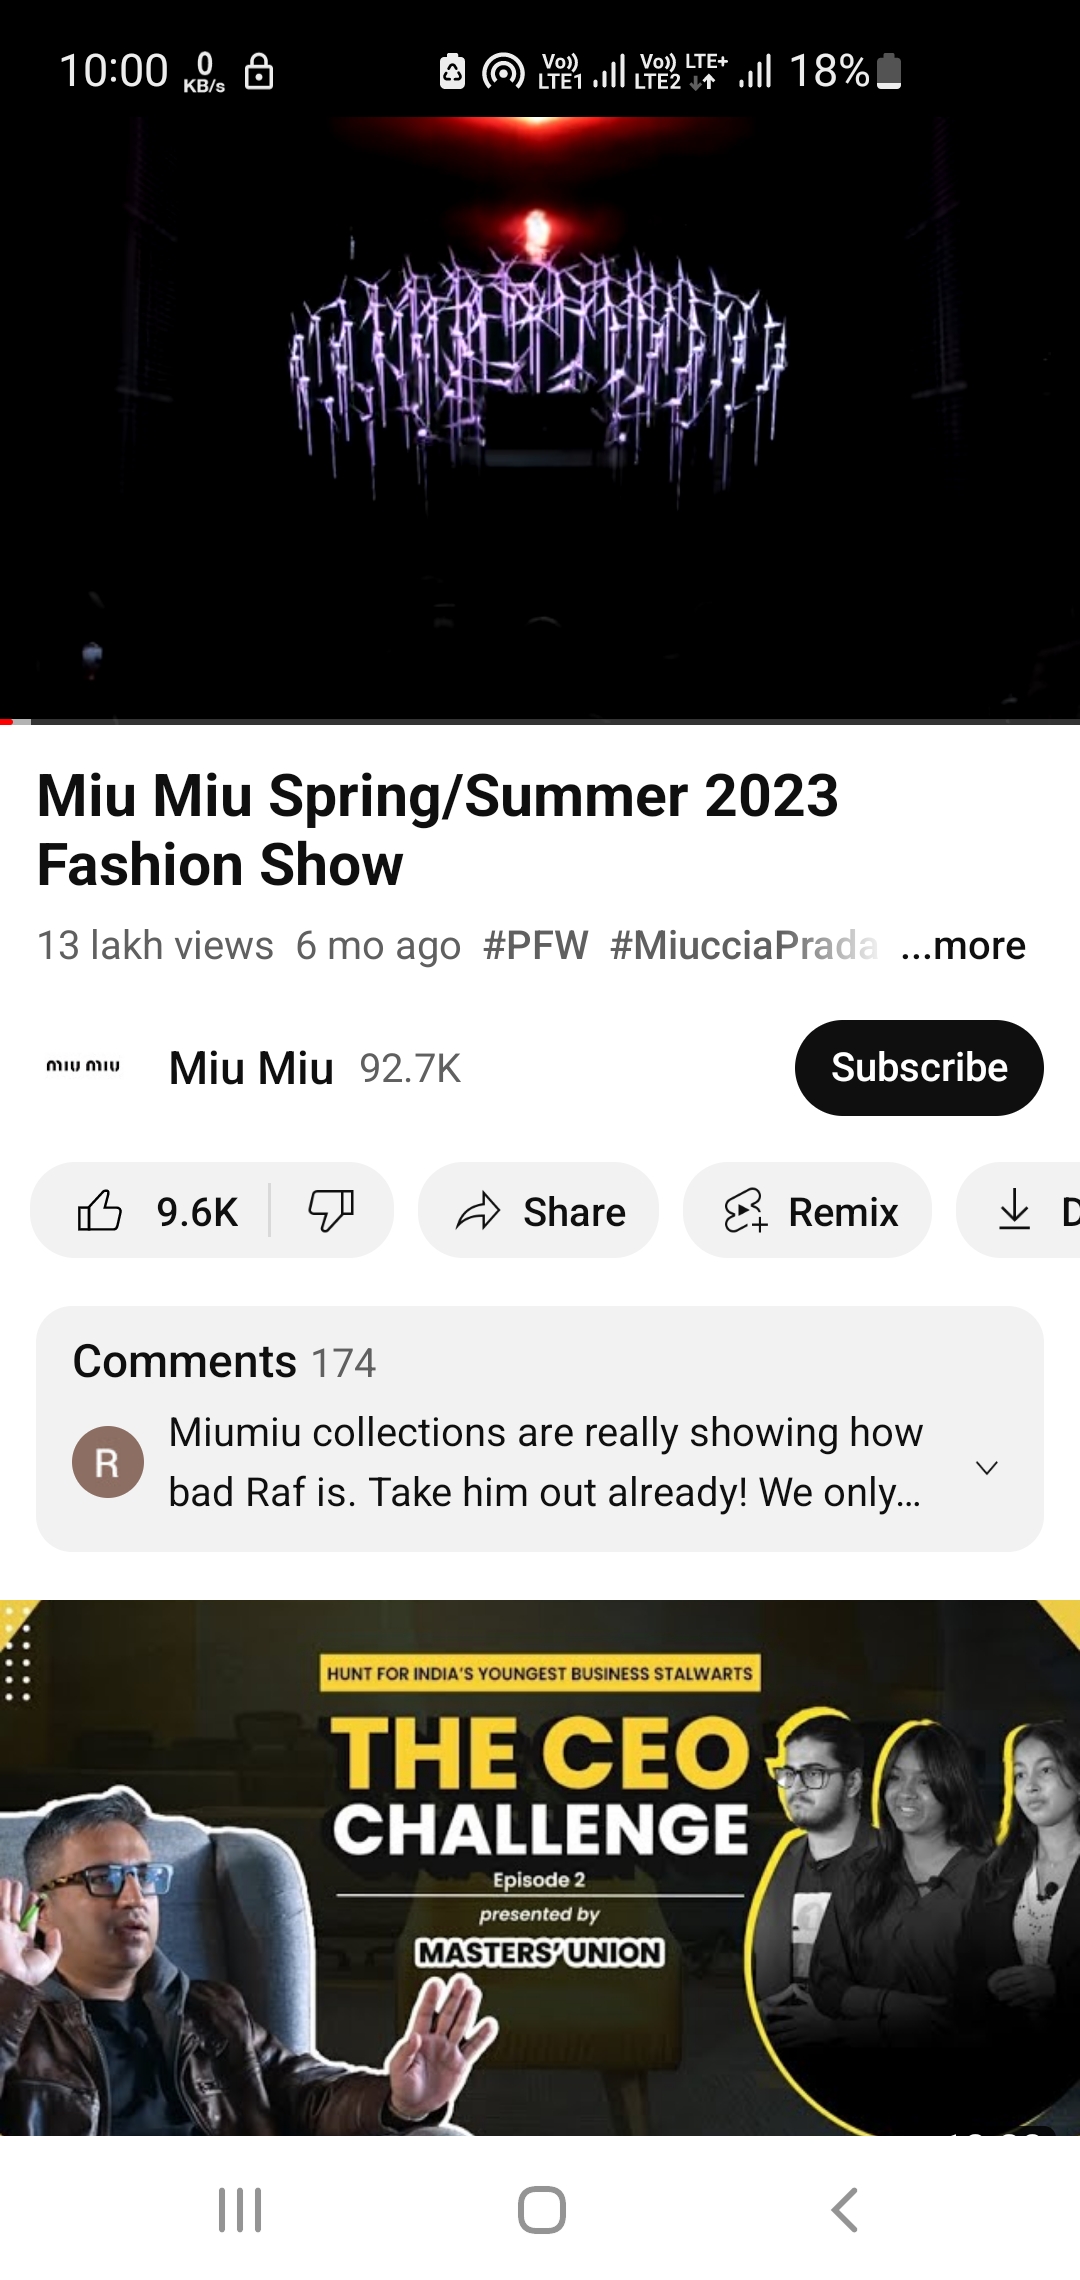 10:00 0 KB/s Vo)) LTE1 Vo)) LTE2 LTE+ 18%
Miu Miu Spring/Summer 2023
Fashion Show
13 lakh views 6 mo ago #PFW #MiucciaPrada ...more
miu miu Miu Miu 92.7K Subscribe
9.6K Share Remix D
Comments 174
R
Miumiu collections are really showing how
bad Raf is. Take him out already! We only...
HUNT FOR INDIA'S YOUNGEST BUSINESS STALWARTS
THE CEO
CHALLENGE
Episode 2
presented by
MASTERS' UNION